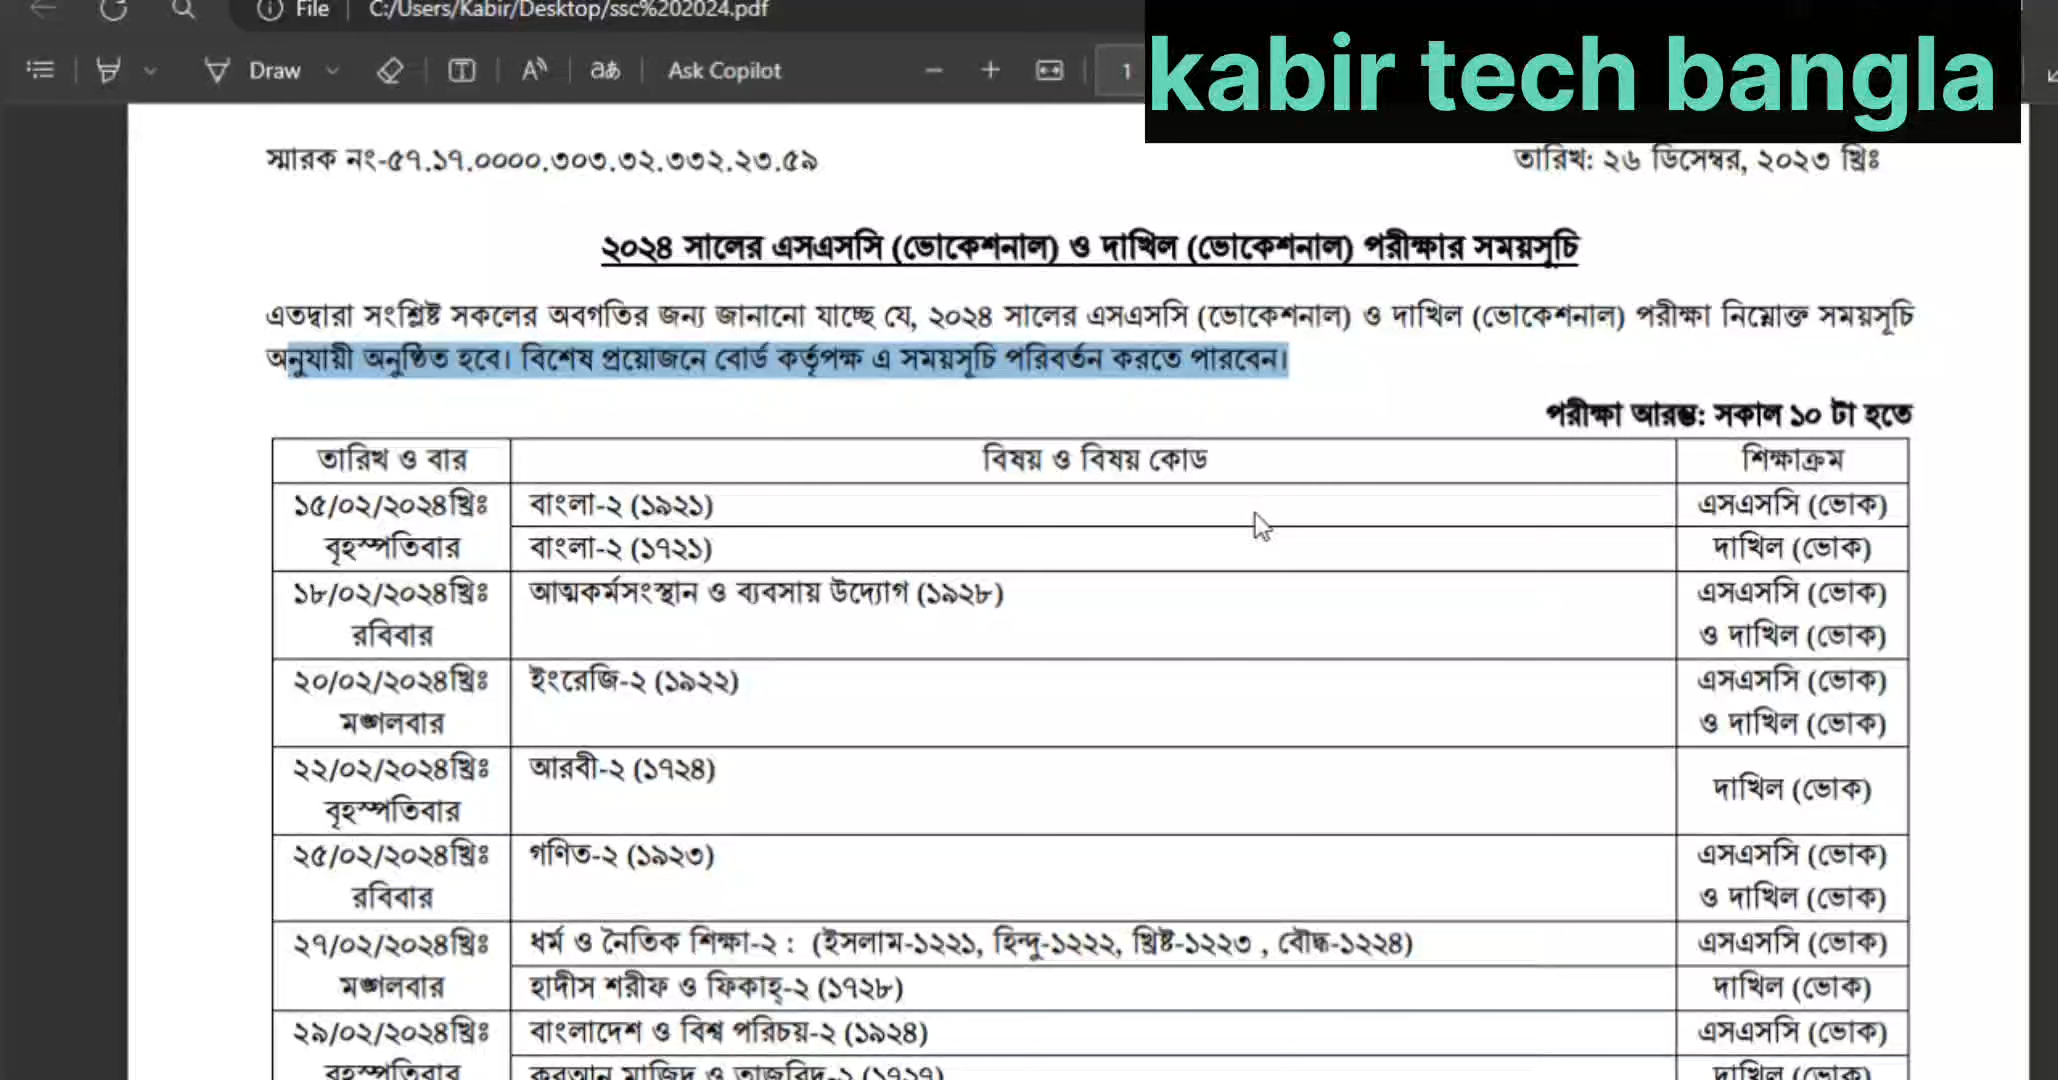 File C:/Users/Kabir/Desktop/ssc%202024.pdf
kabir tech bangla
Draw Ask Copilot 1
স্মারক নং-৫৭.১৭.০০০০.৩০৩.৩২.৩৩২.২৩.৫৯ তারিখ: ২৬ ডিসেম্বর, ২০২৩ খ্রিঃ
২০২৪ সালের এসএসসি (ভোকেশনাল) ও দাখিল (ভোকেশনাল) পরীক্ষার সময়সূচি
এতদ্বারা সংশ্লিষ্ট সকলের অবগতির জন্য জানানো যাচ্ছে যে, ২০২৪ সালের এসএসসি (ভোকেশনাল) ও দাখিল (ভোকেশনাল) পরীক্ষা নিম্নোক্ত সময়সূচি
অনুযায়ী অনুষ্ঠিত হবে। বিশেষ প্রয়োজনে বোর্ড কর্তৃপক্ষ এ সময়সূচি পরিবর্তন করতে পারবেন।
পরীক্ষা আরম্ভ: সকাল ১০ টা হতে
তারিখ ও বার বিষয় ও বিষয় কোড শিক্ষাক্রম
১৫/০২/২০২৪খ্রিঃ বাংলা-২ (১৯২১) এসএসসি (ভোক)
বৃহস্পতিবার বাংলা-২ (১৭২১) দাখিল (ভোক)
১৮/০২/২০২৪খ্রিঃ আত্মকর্মসংস্থান ও ব্যবসায় উদ্যোগ (১৯২৮) এসএসসি (ভোক)
রবিবার ও দাখিল (ভোক)
২০/০২/২০২৪খ্রিঃ ইংরেজি-২ (১৯২২) এসএসসি (ভোক)
মঙ্গলবার ও দাখিল (ভোক)
২২/০২/২০২৪খ্রিঃ আরবী-২ (১৭২৪) দাখিল (ভোক)
বৃহস্পতিবার
২৫/০২/২০২৪খ্রিঃ গণিত-২ (১৯২৩) এসএসসি (ভোক)
রবিবার ও দাখিল (ভোক)
২৭/০২/২০২৪খ্রিঃ ধর্ম ও নৈতিক শিক্ষা-২ : (ইসলাম-১২২১, হিন্দু-১২২২, খ্রিষ্ট-১২২৩ , বৌদ্ধ-১২২৪) এসএসসি (ভোক)
মঙ্গলবার হাদীস শরীফ ও ফিকাহ্-২ (১৭২৮) দাখিল (ভোক)
২৯/০২/২০২৪খ্রিঃ বাংলাদেশ ও বিশ্ব পরিচয়-২ (১৯২৪) এসএসসি (ভোক)
বৃহস্পতিবার কুরআন মাজিদ ও তাজবিদ-২ (১৭২৭) দাখিল (ভোক)